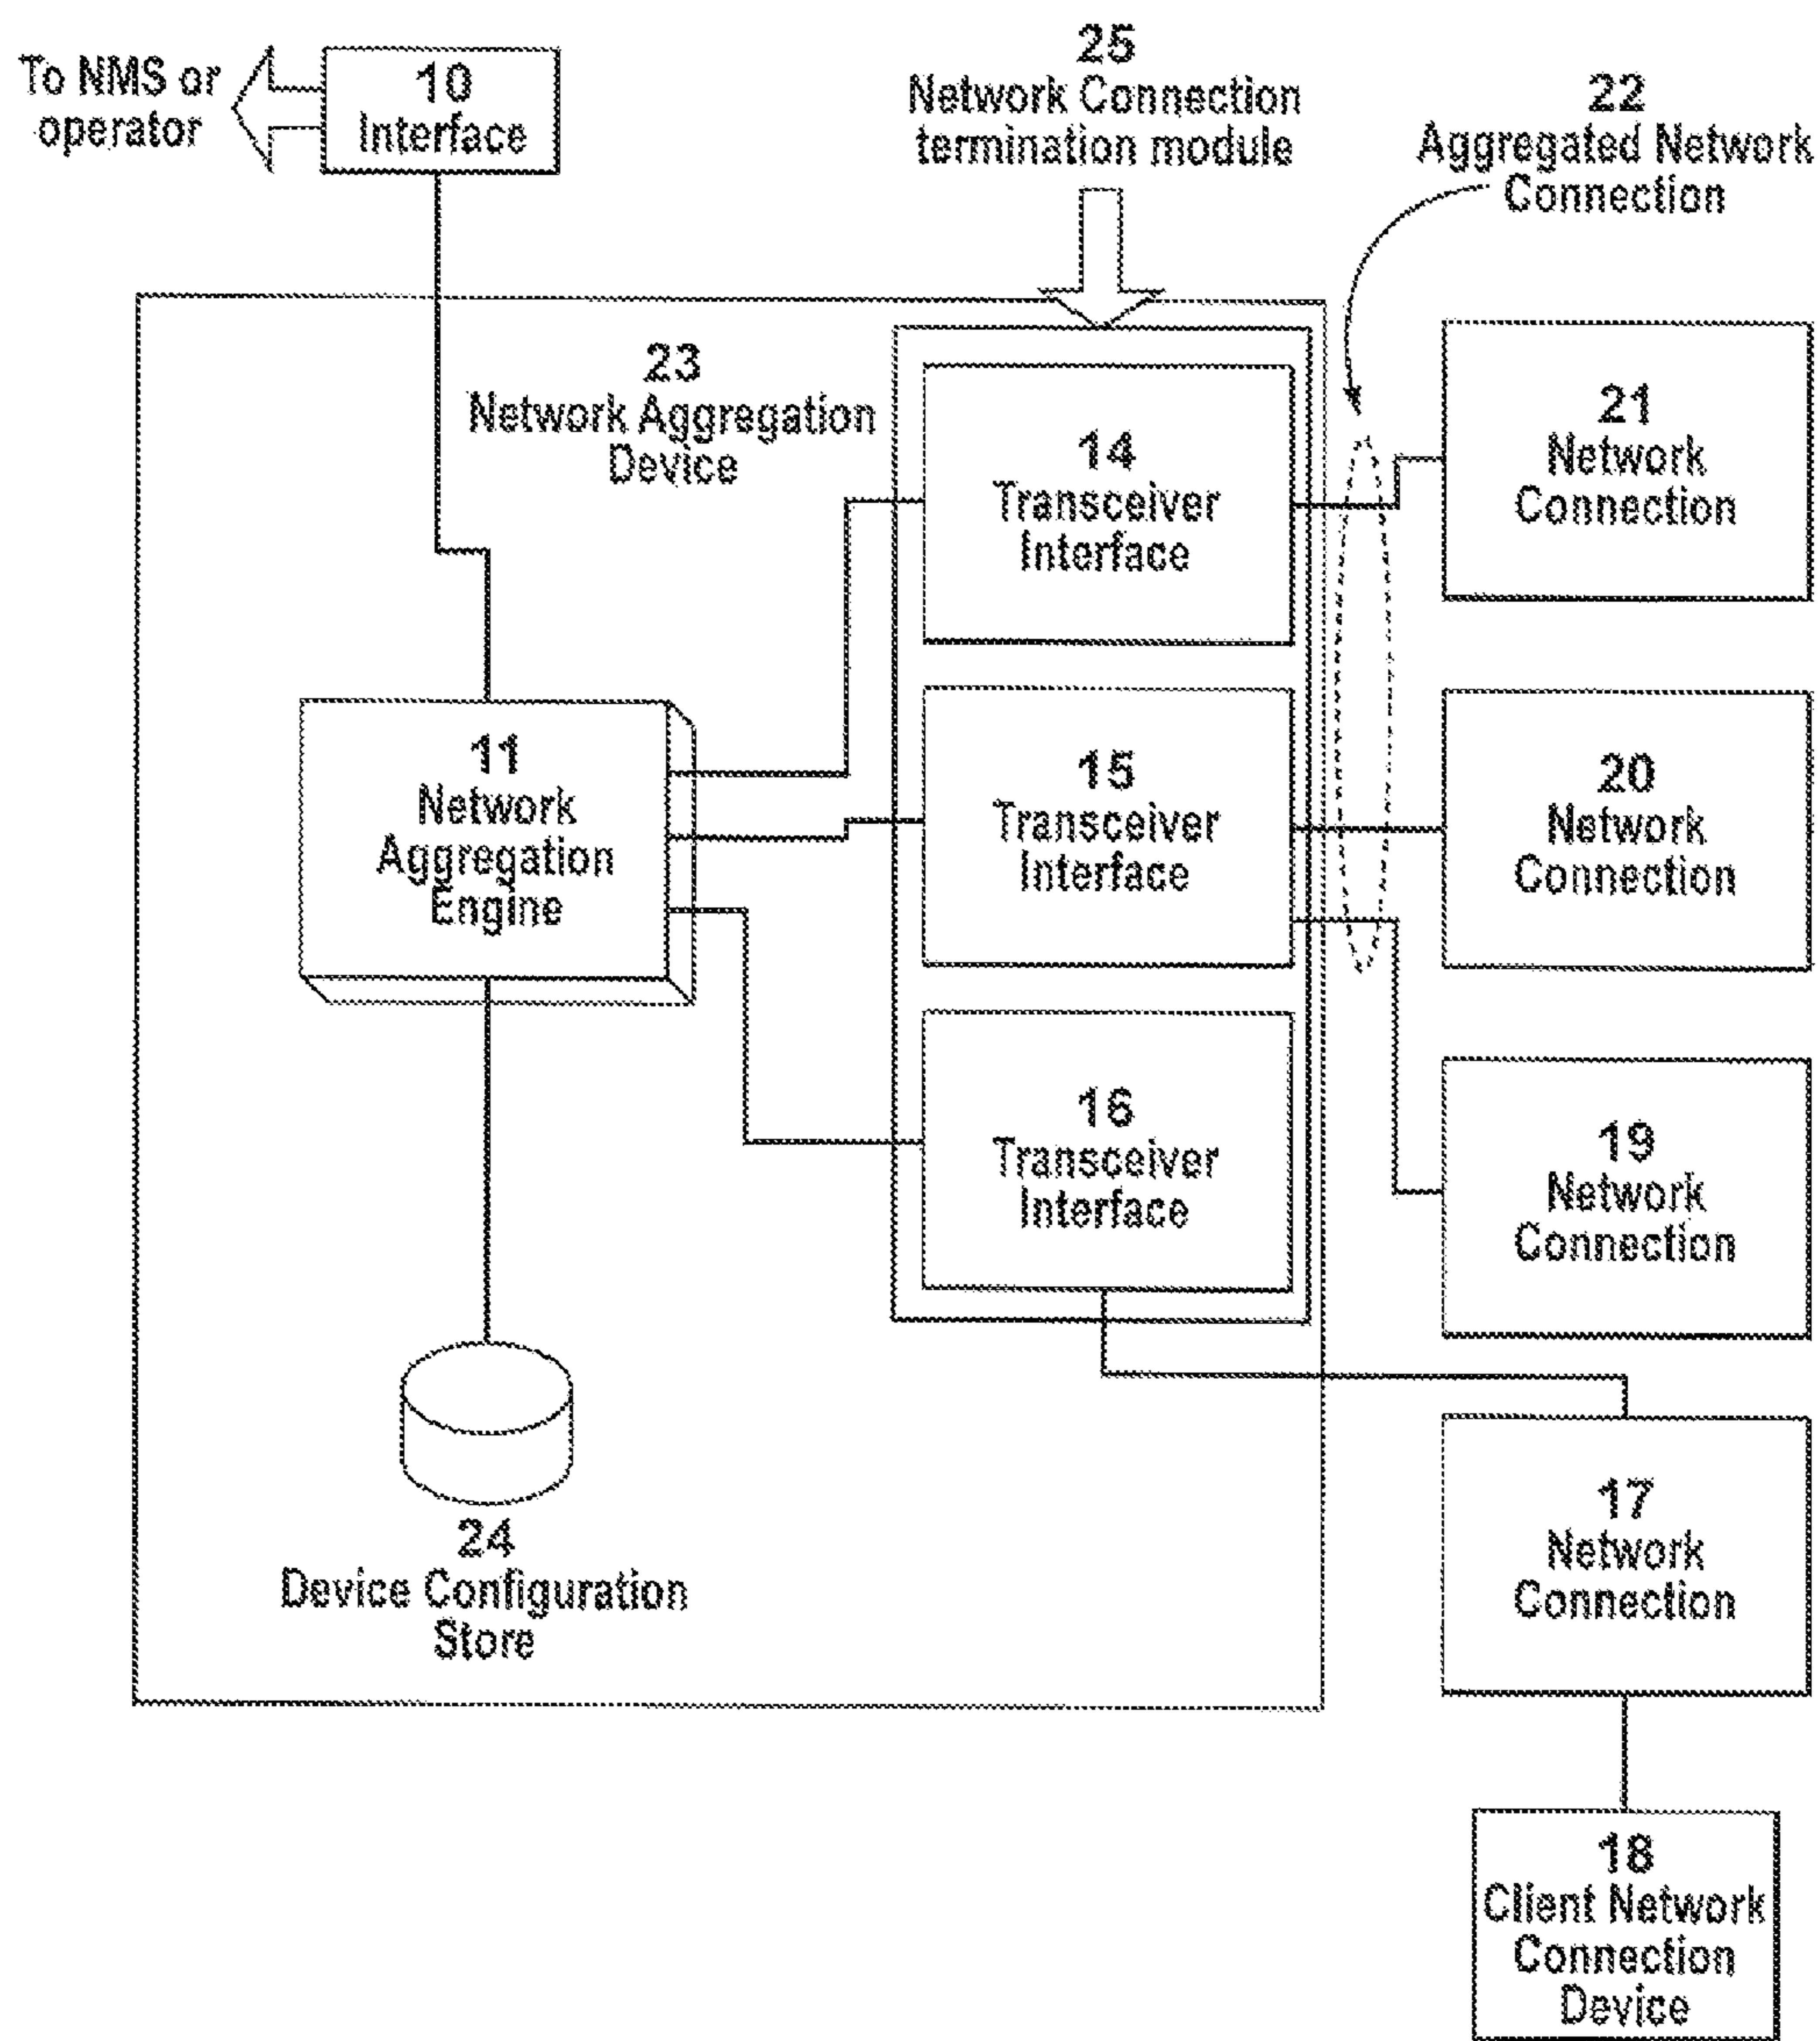 To NMS or
operator
10
Interface
25
Network Connection
termination module
22
Aggregated Network
Connection
23
Network Aggregation
Device
14
Transceiver
Interface
21
Network
Connection
11
Network
Aggregation
Engine
15
Transceiver
Interface
20
Network
Connection
16
Transceiver
Interface
19
Network
Connection
24
Device Configuration
Store
17
Network
Connection
18
Client Network
Connection
Device